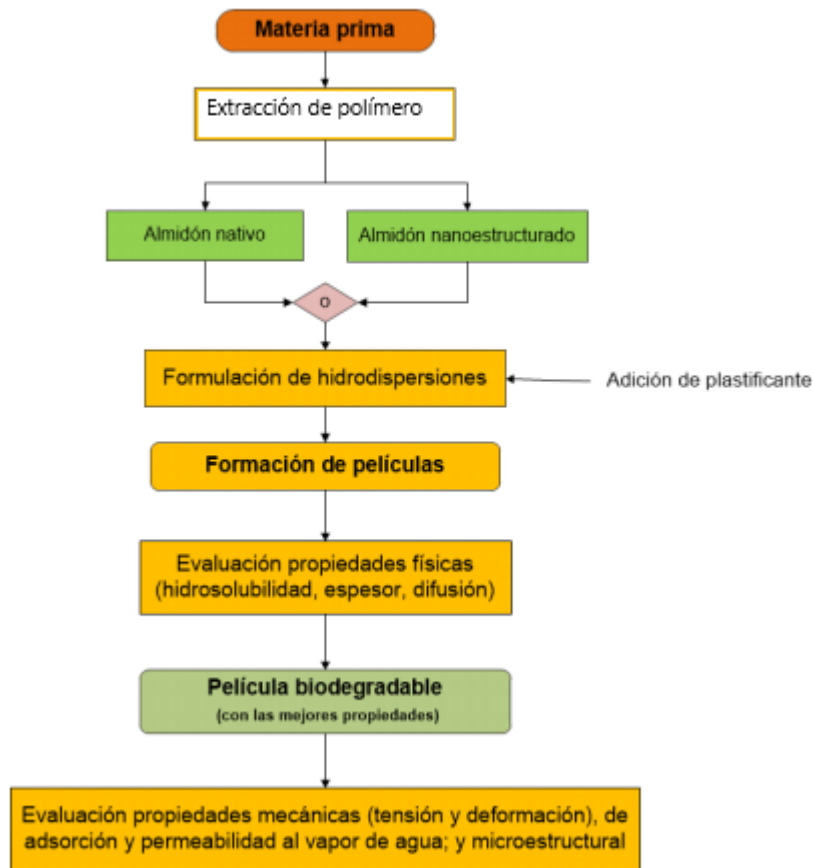 Materia prima
Extracción de polímero
Almidón nativo
Almidón nanoestructurado
O
Formulación de hidrodispersiones
Adición de plastificante
Formación de películas
Evaluación propiedades físicas
(hidrosolubilidad, espesor, difusión)
Película biodegradable
(con las mejores propiedades)
Evaluación propiedades mecánicas (tensión y deformación), de
adsorción y permeabilidad al vapor de agua; y microestructural